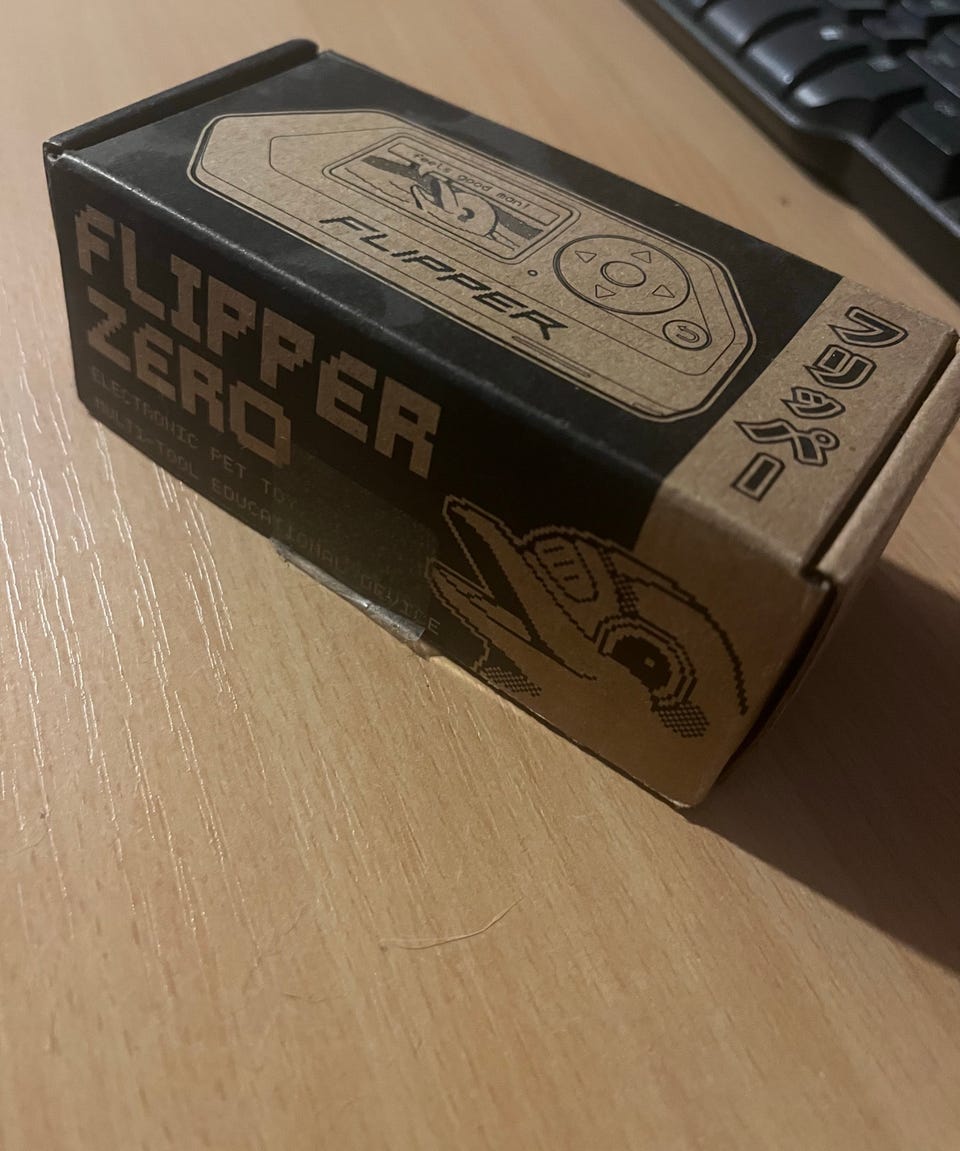 feels good man!
FLIPPER
フリッパー
FLIPPER
ZERO
ELECTRONIC PET TOY
MULTI-TOOL EDUCATIONAL DEVICE